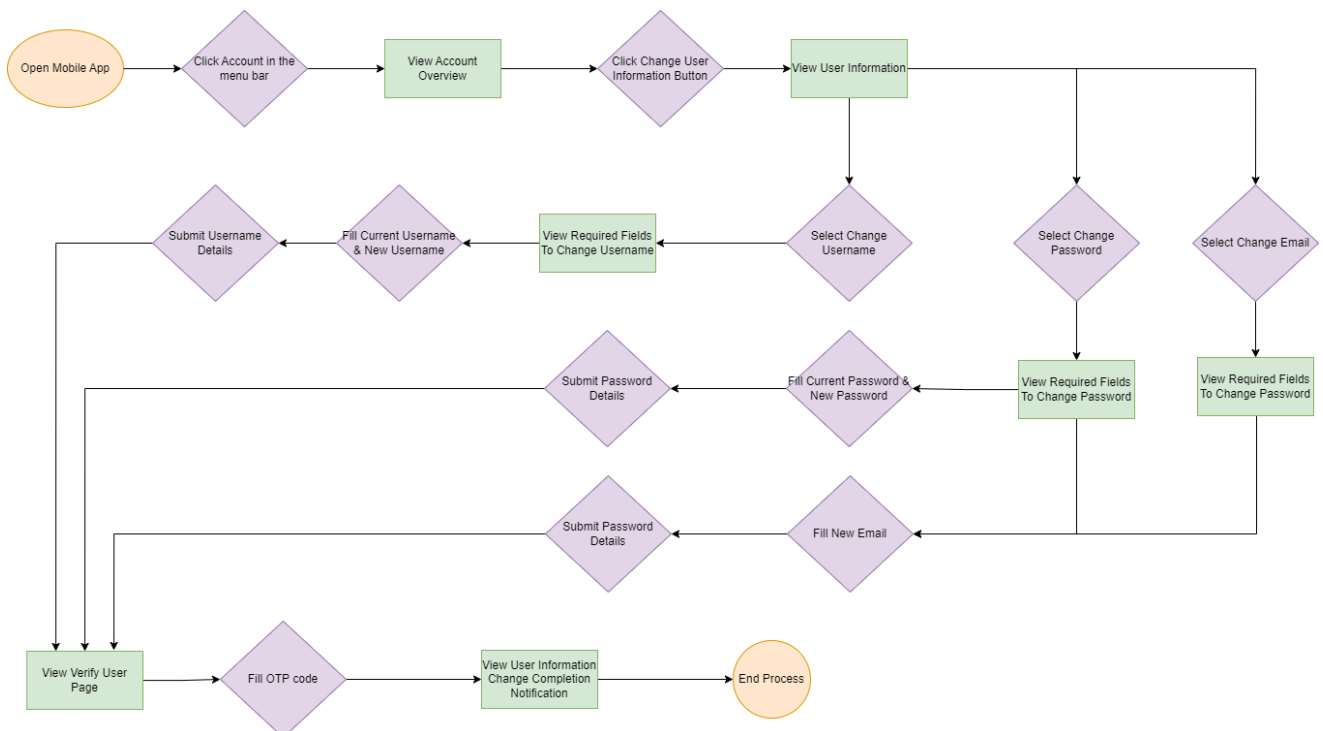 Open Mobile App
Click Account in the
menu bar
View Account
Overview
Click Change User
Information Button
View User Information
Submit Username
Details
Fill Current Username
& New Username
View Required Fields
To Change Username
Select Change
Username
Select Change
Password
Select Change Email
Submit Password
Details
Fill Current Password &
New Password
View Required Fields
To Change Password
View Required Fields
To Change Password
Submit Password
Details
Fill New Email
View Verify User
Page
Fill OTP code
View User Information
Change Completion
Notification
End Process